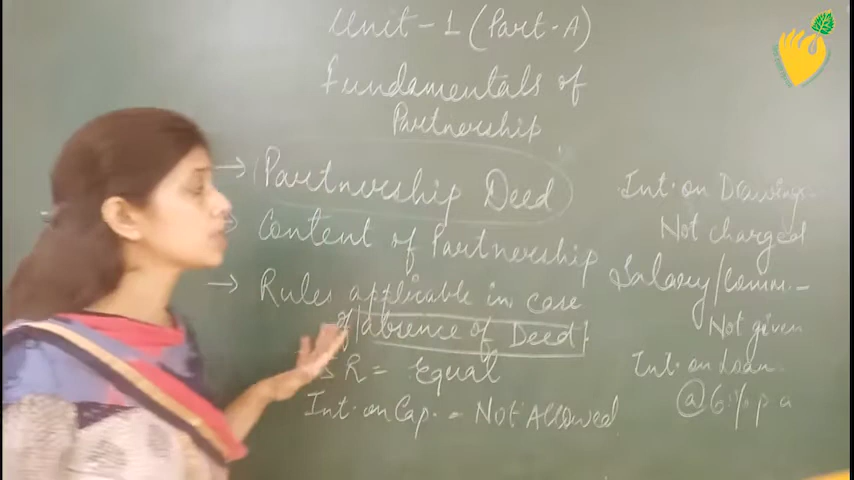 Unit-1 (Part-A)
Fundamentals of
Partnership
→ Partnership Deed
→ Content of Partnership
→ Rules applicable in case
of absence of Deed.
R = Equal
Int. on Cap. - Not Allowed
Int. on Drawings -
Not charged
Salary/Comm. -
Not given
Int. on Loan -
@ 6% p a